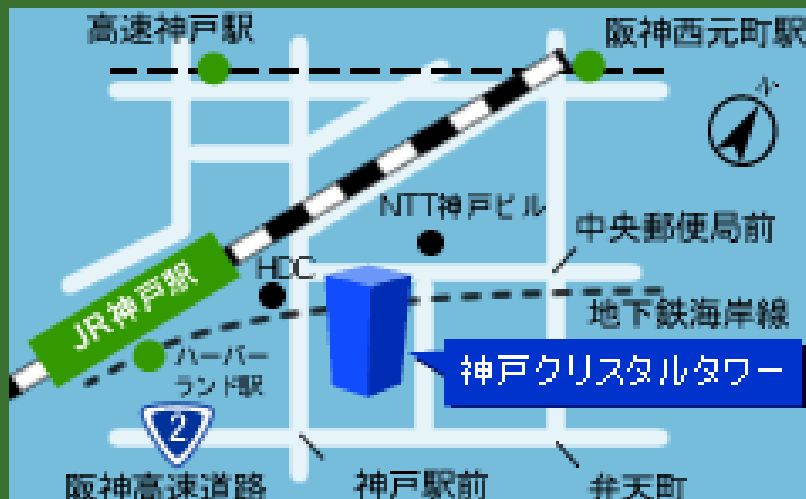 高速神戸駅
阪神西元町駅
N
NTT神戸ビル
中央郵便局前
HDC
JR神戸駅
地下鉄海岸線
ハーバー
ランド駅
神戸クリスタルタワー
2
阪神高速道路
神戸駅前
弁天町